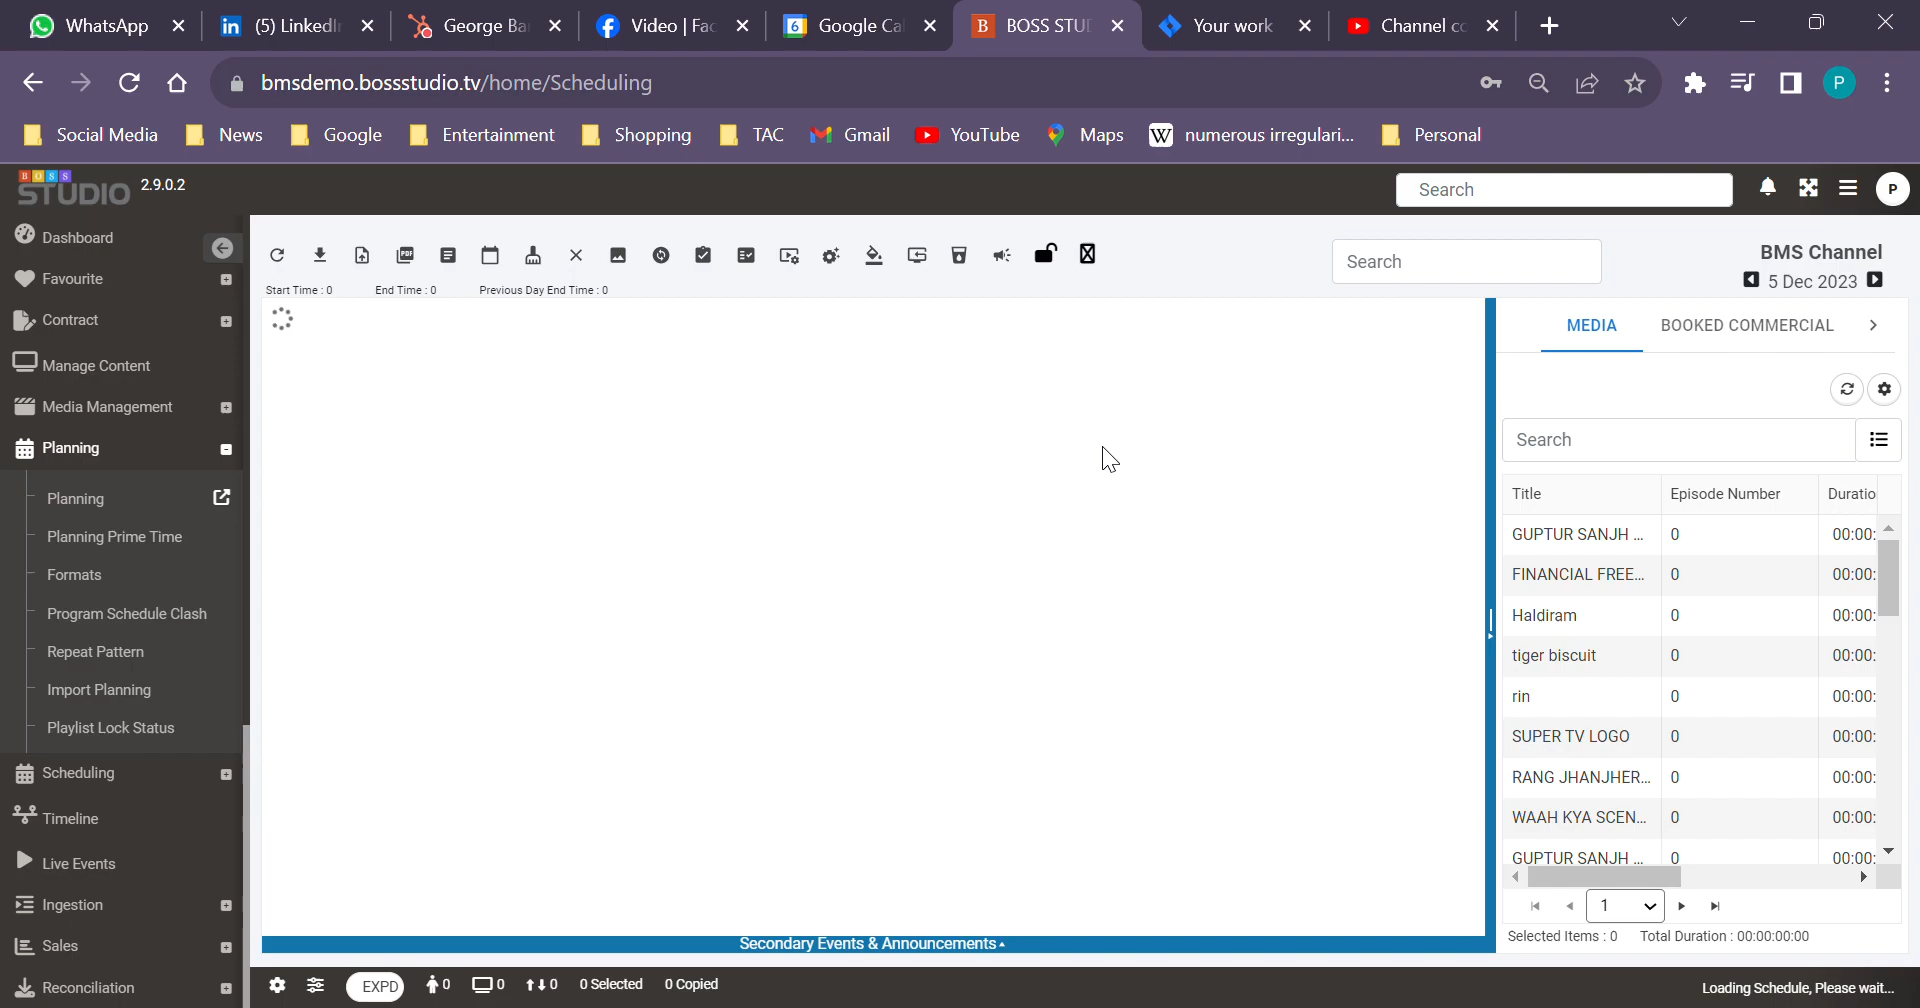 WhatsApp
(5) LinkedIn
George Ba
Video | Fac
Google Ca
BOSS STU
Your work
Channel co
bmsdemo.bossstudio.tv/home/Scheduling
P
Social Media
News
Google
Entertainment
Shopping
TAC
Gmail
YouTube
Maps
W
numerous irregulari...
Personal
BOSS
STUDIO
2.9.0.2
Search
P
Dashboard
Favourite
Contract
Manage Content
Media Management
Planning
Planning
Planning Prime Time
Formats
Program Schedule Clash
Repeat Pattern
Import Planning
Playlist Lock Status
Scheduling
Timeline
Live Events
Ingestion
Sales
Reconciliation
PDF
Start Time : 0
End Time : 0
Previous Day End Time : 0
Search
BMS Channel
5 Dec 2023
MEDIA
BOOKED COMMERCIAL
Search
Title Episode Number Duratio
GUPTUR SANJH ... 0 00:00:
FINANCIAL FREE... 0 00:00:
Haldiram 0 00:00:
tiger biscuit 0 00:00:
rin 0 00:00:
SUPER TV LOGO 0 00:00:
RANG JHANJHER... 0 00:00:
WAAH KYA SCEN... 0 00:00:
GUPTUR SANJH ... 0 00:00:
1
Selected Items : 0 Total Duration : 00:00:00:00
Secondary Events & Announcements
EXPD
0
0
0
0 Selected
0 Copied
Loading Schedule, Please wait...